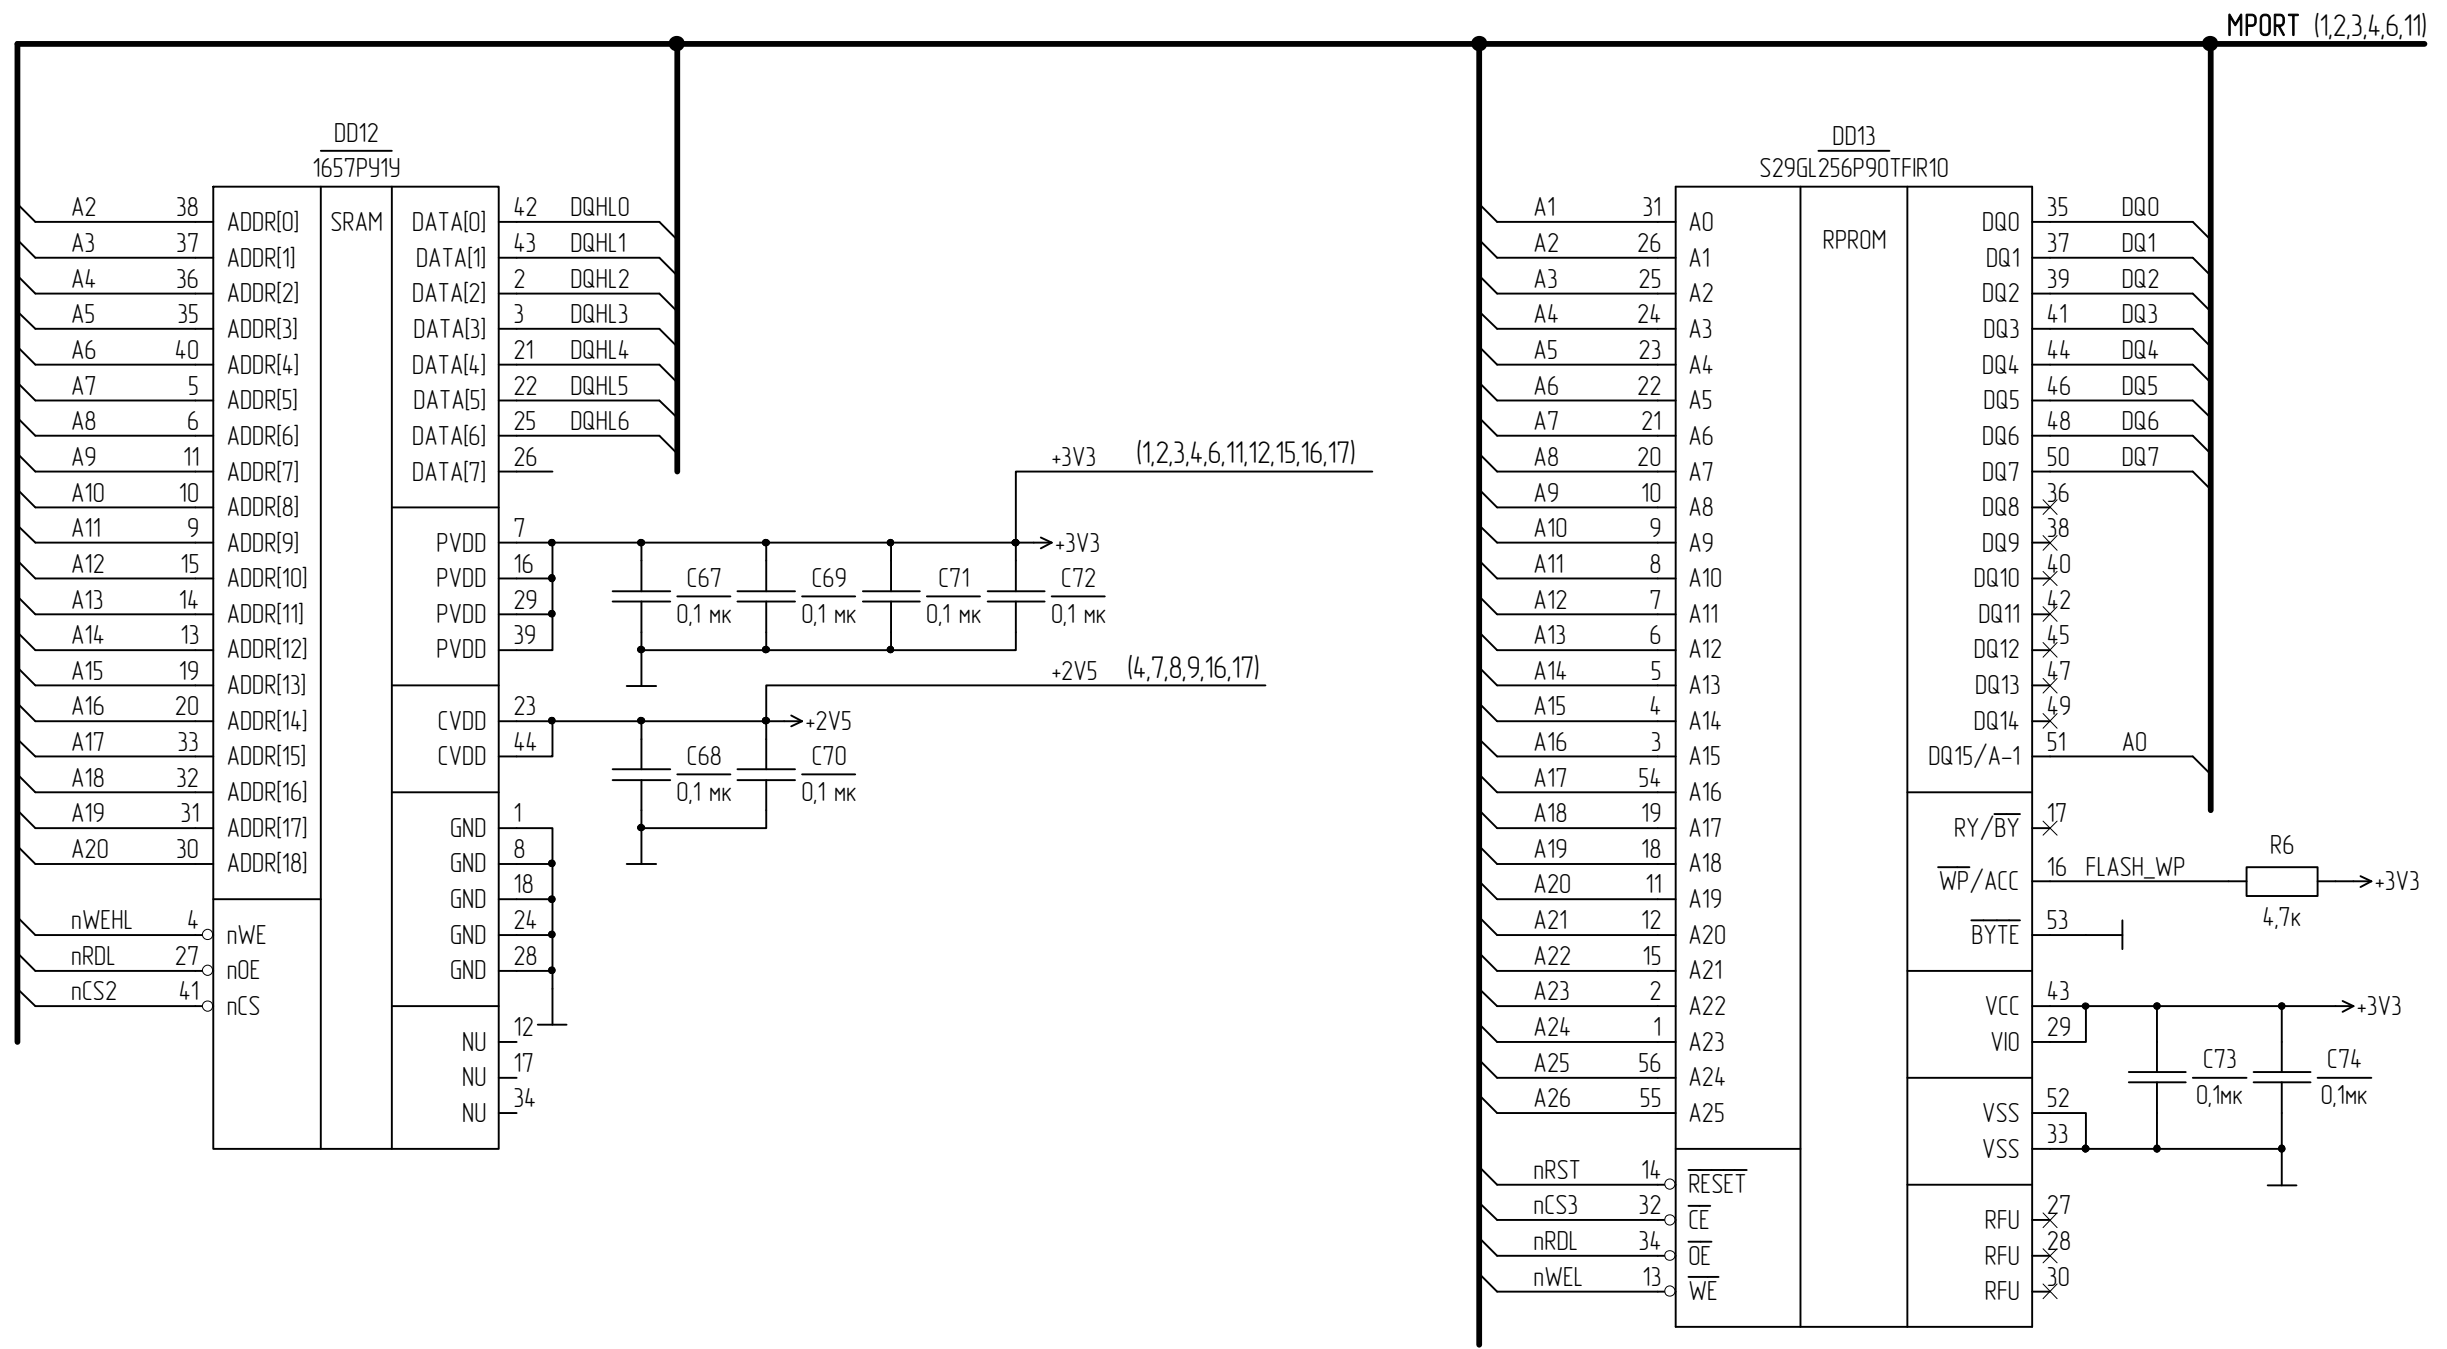 MPORT (1,2,3,4,6,11)
DD12
1657РУ1У
A2 38 ADDR[0] SRAM DATA[0] 42 DQHL0
A3 37 ADDR[1] DATA[1] 43 DQHL1
A4 36 ADDR[2] DATA[2] 2 DQHL2
A5 35 ADDR[3] DATA[3] 3 DQHL3
A6 40 ADDR[4] DATA[4] 21 DQHL4
A7 5 ADDR[5] DATA[5] 22 DQHL5
A8 6 ADDR[6] DATA[6] 25 DQHL6
A9 11 ADDR[7] DATA[7] 26
A10 10 ADDR[8]
A11 9 ADDR[9] PVDD 7
A12 15 ADDR[10] PVDD 16
A13 14 ADDR[11] PVDD 29
A14 13 ADDR[12] PVDD 39
A15 19 ADDR[13]
A16 20 ADDR[14] CVDD 23
A17 33 ADDR[15] CVDD 44
A18 32 ADDR[16]
A19 31 ADDR[17] GND 1
A20 30 ADDR[18] GND 8
GND 18
nWEHL 4 nWE GND 24
nRDL 27 nOE GND 28
nCS2 41 nCS
NU 12
NU 17
NU 34
+3V3 (1,2,3,4,6,11,12,15,16,17)
+3V3
C67 C69 C71 C72
0,1 мк 0,1 мк 0,1 мк 0,1 мк
+2V5 (4,7,8,9,16,17)
+2V5
C68 C70
0,1 мк 0,1 мк
DD13
S29GL256P90TFIR10
A1 31 A0 RPROM DQ0 35 DQ0
A2 26 A1 DQ1 37 DQ1
A3 25 A2 DQ2 39 DQ2
A4 24 A3 DQ3 41 DQ3
A5 23 A4 DQ4 44 DQ4
A6 22 A5 DQ5 46 DQ5
A7 21 A6 DQ6 48 DQ6
A8 20 A7 DQ7 50 DQ7
A9 10 A8 DQ8 36
A10 9 A9 DQ9 38
A11 8 A10 DQ10 40
A12 7 A11 DQ11 42
A13 6 A12 DQ12 45
A14 5 A13 DQ13 47
A15 4 A14 DQ14 49
A16 3 A15 DQ15/A-1 51 A0
A17 54 A16
A18 19 A17 RY/BY 17
A19 18 A18 WP/ACC 16 FLASH_WP R6 +3V3
A20 11 A19 4,7к
A21 12 A20 BYTE 53
A22 15 A21
A23 2 A22 VCC 43 +3V3
A24 1 A23 VIO 29
A25 56 A24 C73 C74
0,1мк 0,1мк
A26 55 A25 VSS 52
VSS 33
nRST 14 RESET
nCS3 32 CE RFU 27
nRDL 34 OE RFU 28
nWEL 13 WE RFU 30